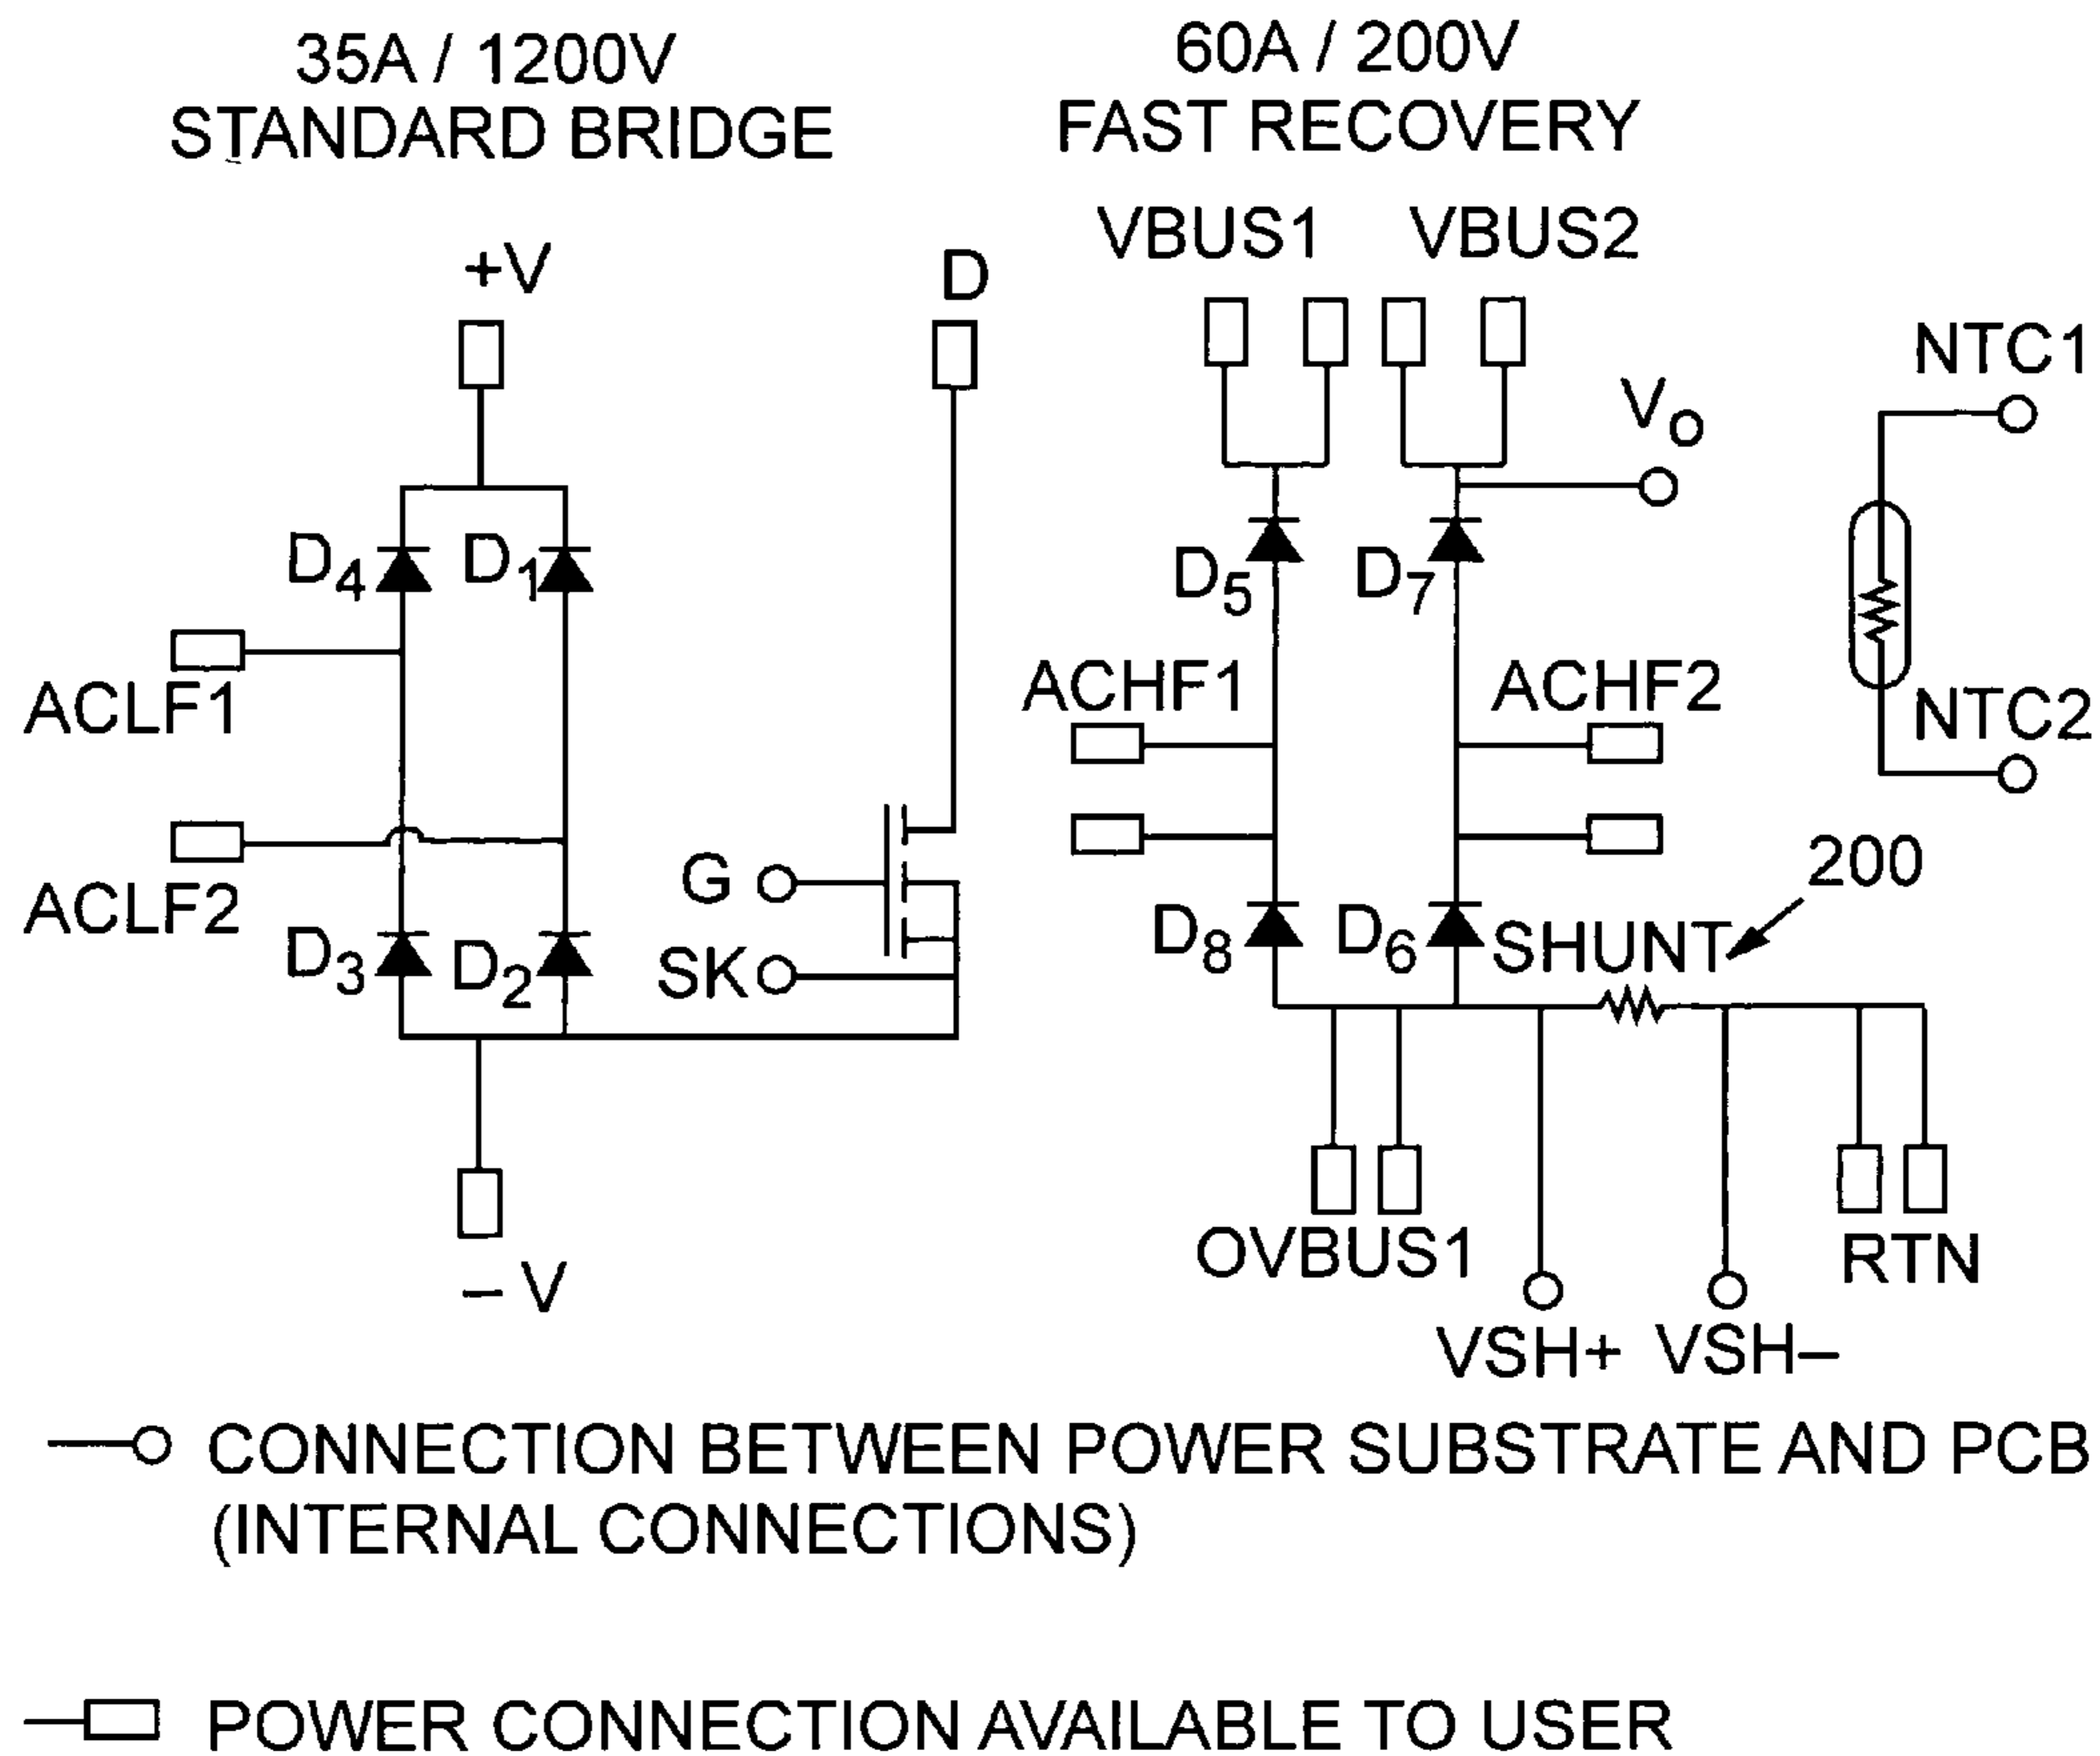 35A / 1200V
STANDARD BRIDGE
60A / 200V
FAST RECOVERY
VBUS1
VBUS2
+V
D
NTC1
VO
D4
D1
D5
D7
ACLF1
ACHF1
ACHF2
NTC2
ACLF2
G
200
D3
D2
SK
D8
D6
SHUNT
OVBUS1
RTN
– V
VSH+
VSH–
CONNECTION BETWEEN POWER SUBSTRATE AND PCB
(INTERNAL CONNECTIONS)
POWER CONNECTION AVAILABLE TO USER